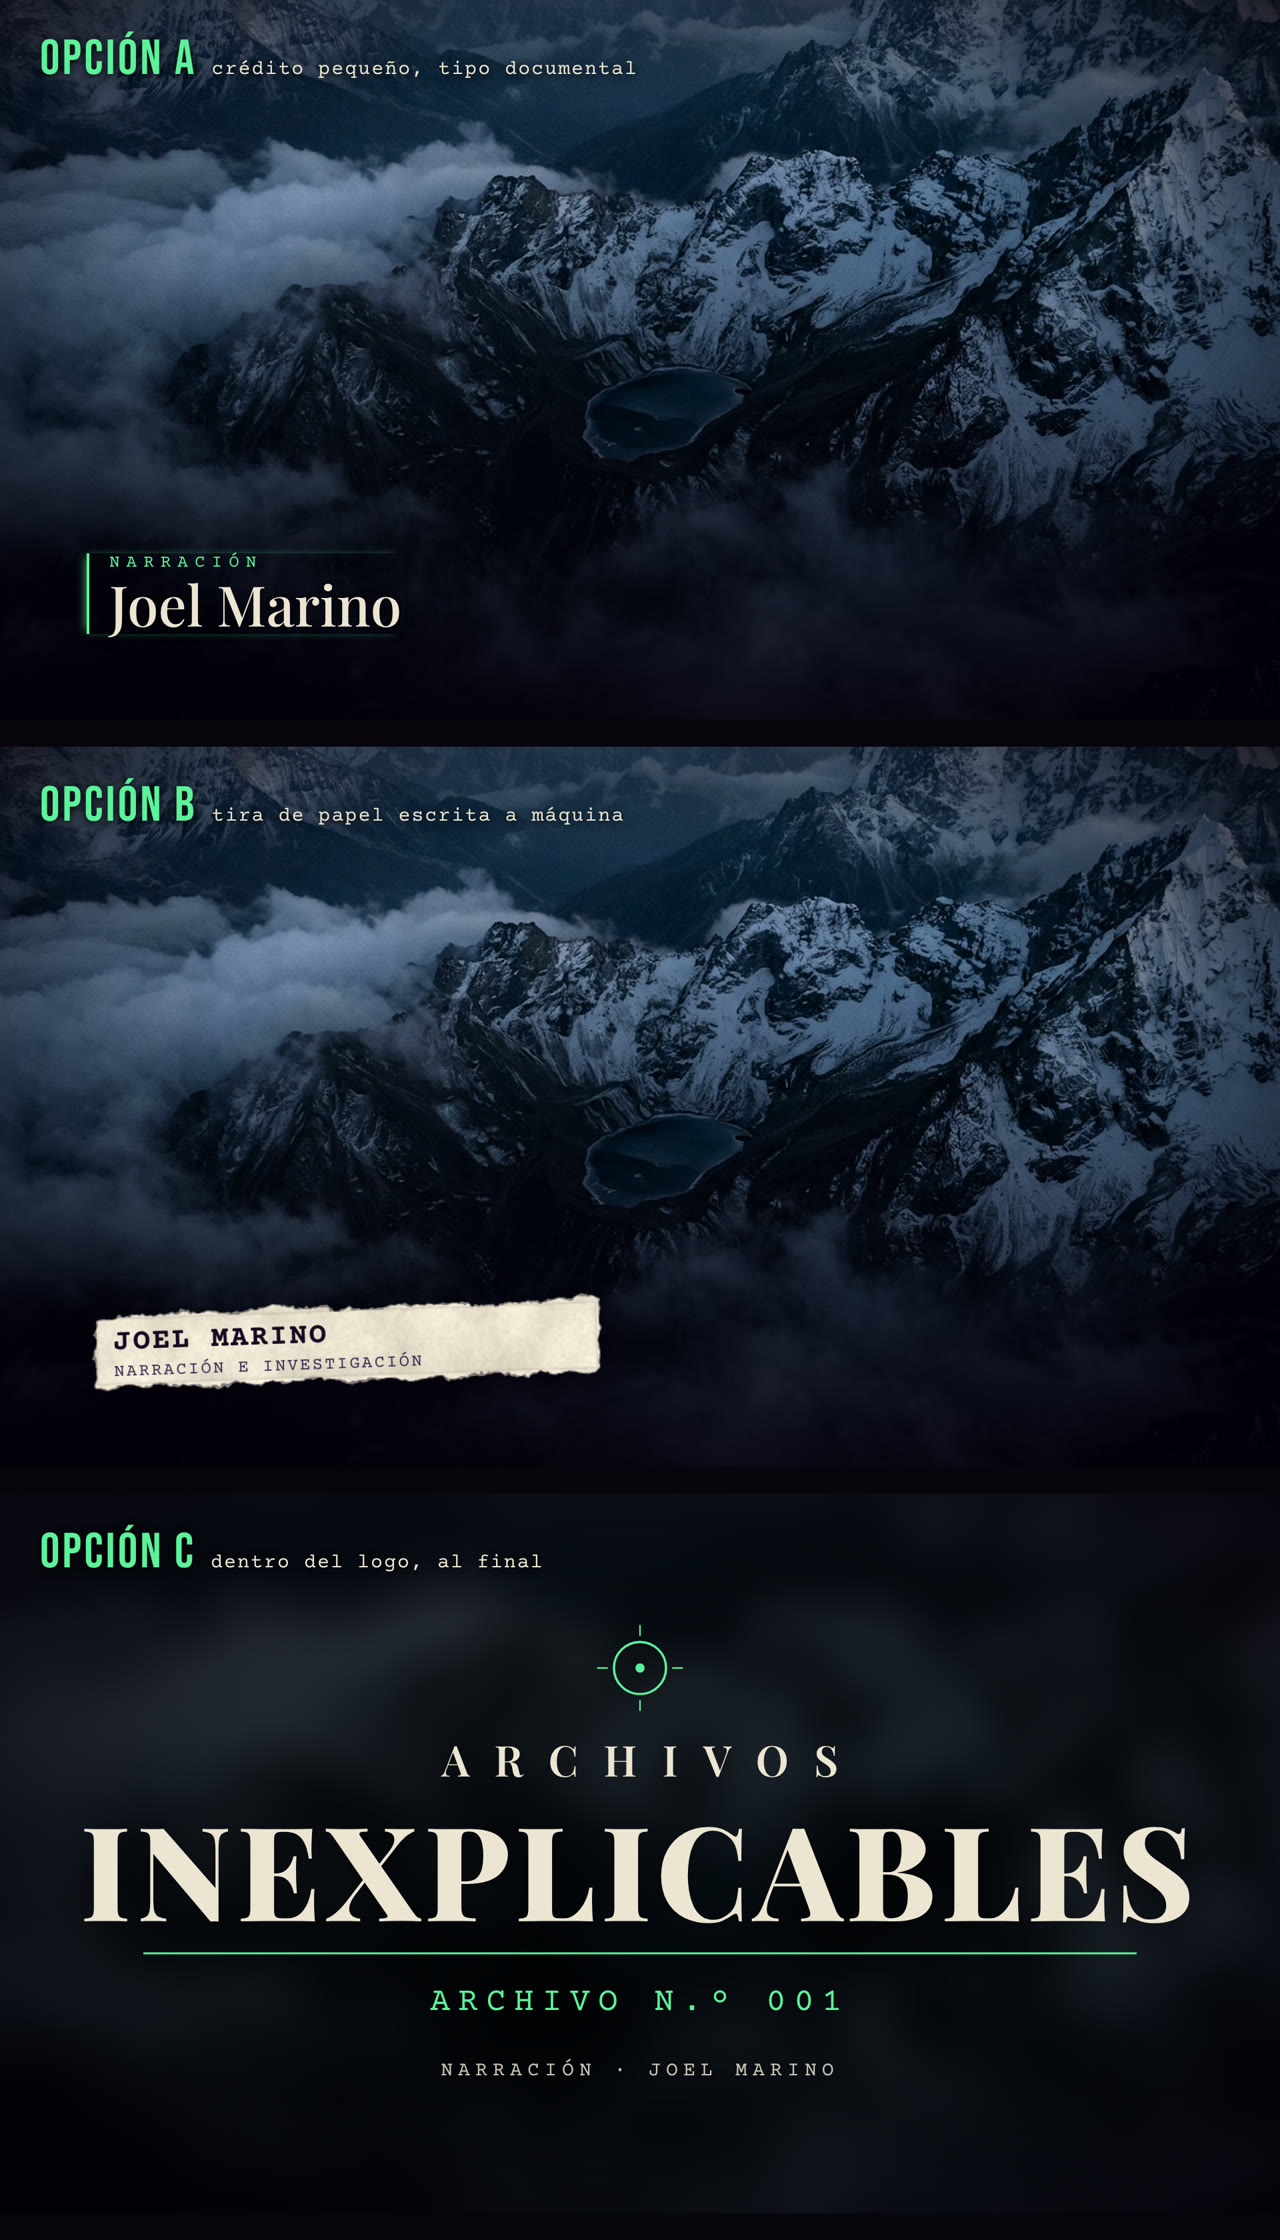 OPCIÓN A crédito pequeño, tipo documental
NARRACIÓN
Joel Marino
OPCIÓN B tira de papel escrita a máquina
JOEL MARINO
NARRACIÓN E INVESTIGACIÓN
OPCIÓN C dentro del logo, al final
ARCHIVOS
INEXPLICABLES
ARCHIVO N.º 001
NARRACIÓN · JOEL MARINO